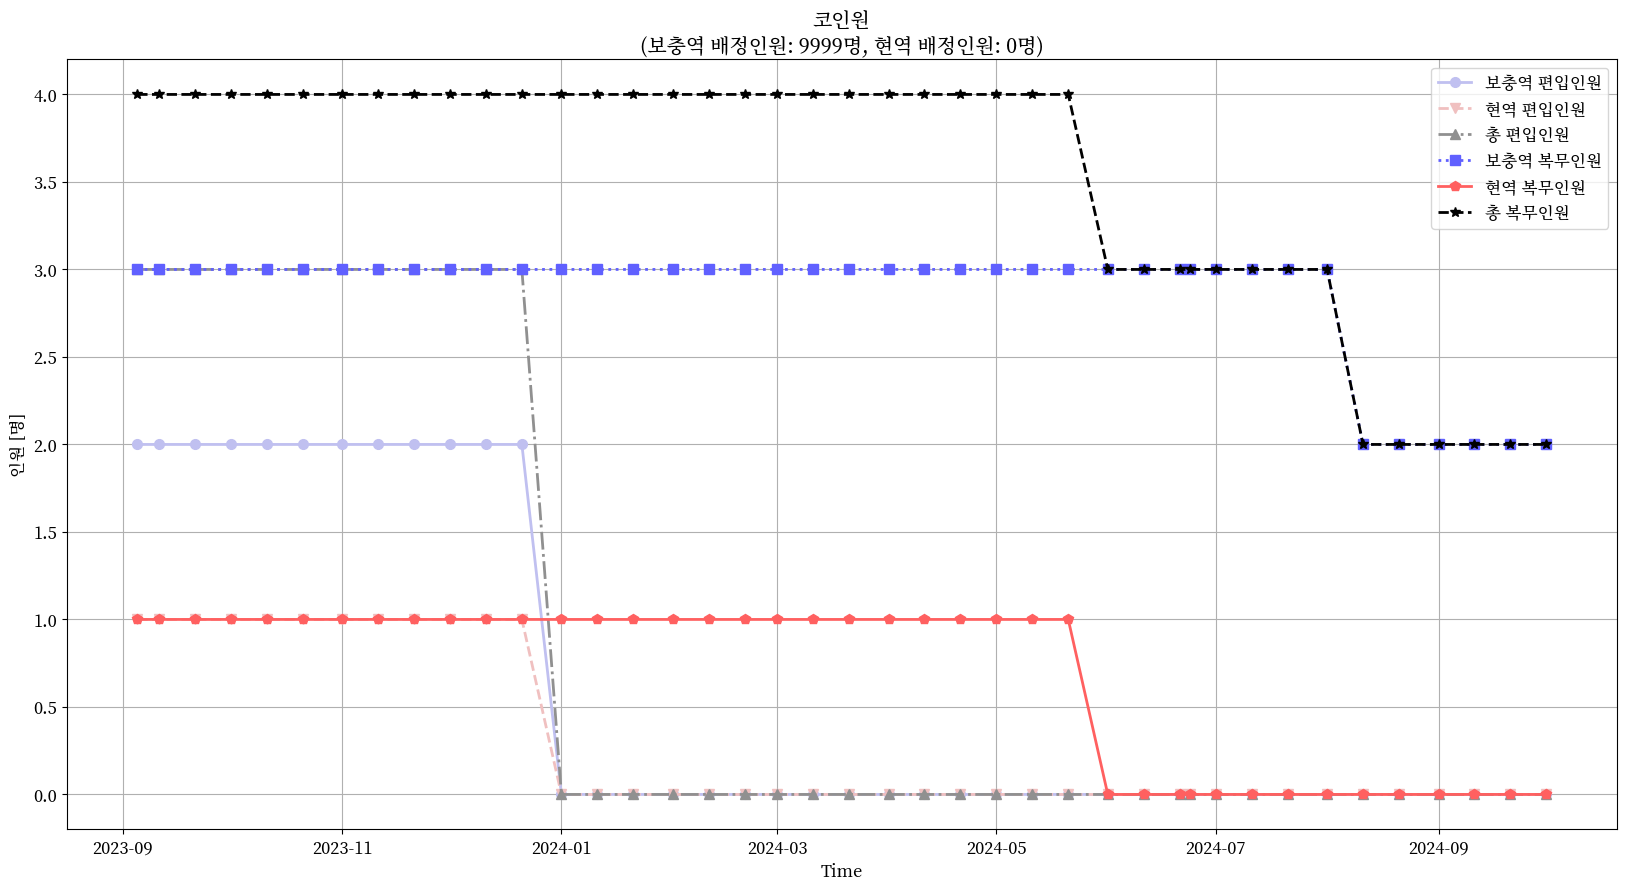 코인원
(보충역 배정인원: 9999명, 현역 배정인원: 0명)
보충역 편입인원
현역 편입인원
총 편입인원
보충역 복무인원
현역 복무인원
총 복무인원
인원 [명]
4.0
3.5
3.0
2.5
2.0
1.5
1.0
0.5
0.0
2023-09 2023-11 2024-01 2024-03 2024-05 2024-07 2024-09
Time